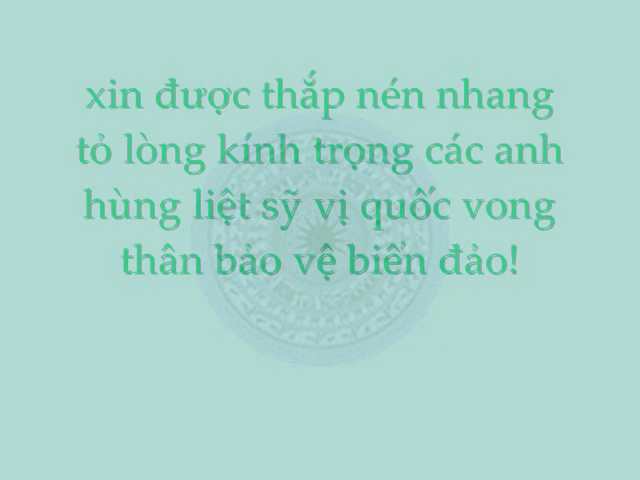 xin được thắp nén nhang
tỏ lòng kính trọng các anh
hùng liệt sỹ vị quốc vong
thân bảo vệ biển đảo!